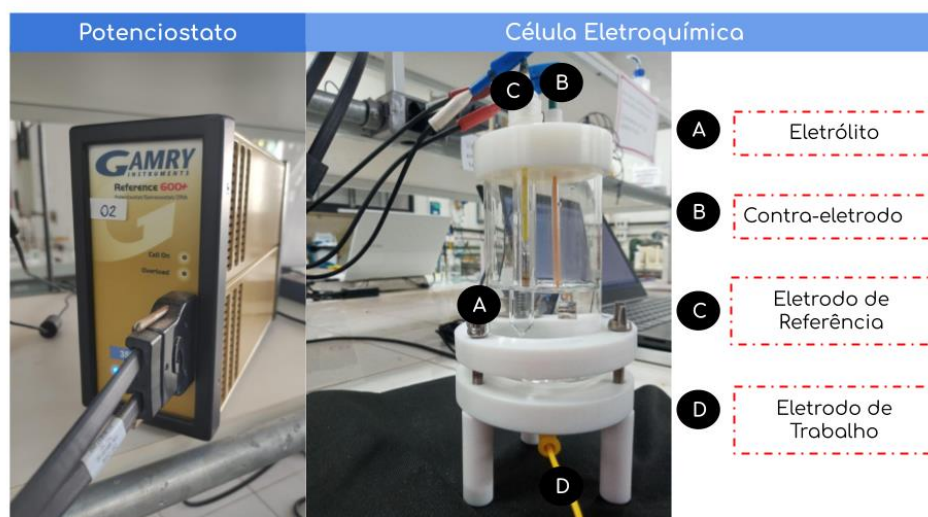 Potenciostato
Célula Eletroquímica
GAMRY
INSTRUMENTS
Reference 600+
02
Cell On
Overload
C
B
A
D
A
Eletrólito
B
Contra-eletrodo
C
Eletrodo de
Referência
D
Eletrodo de
Trabalho